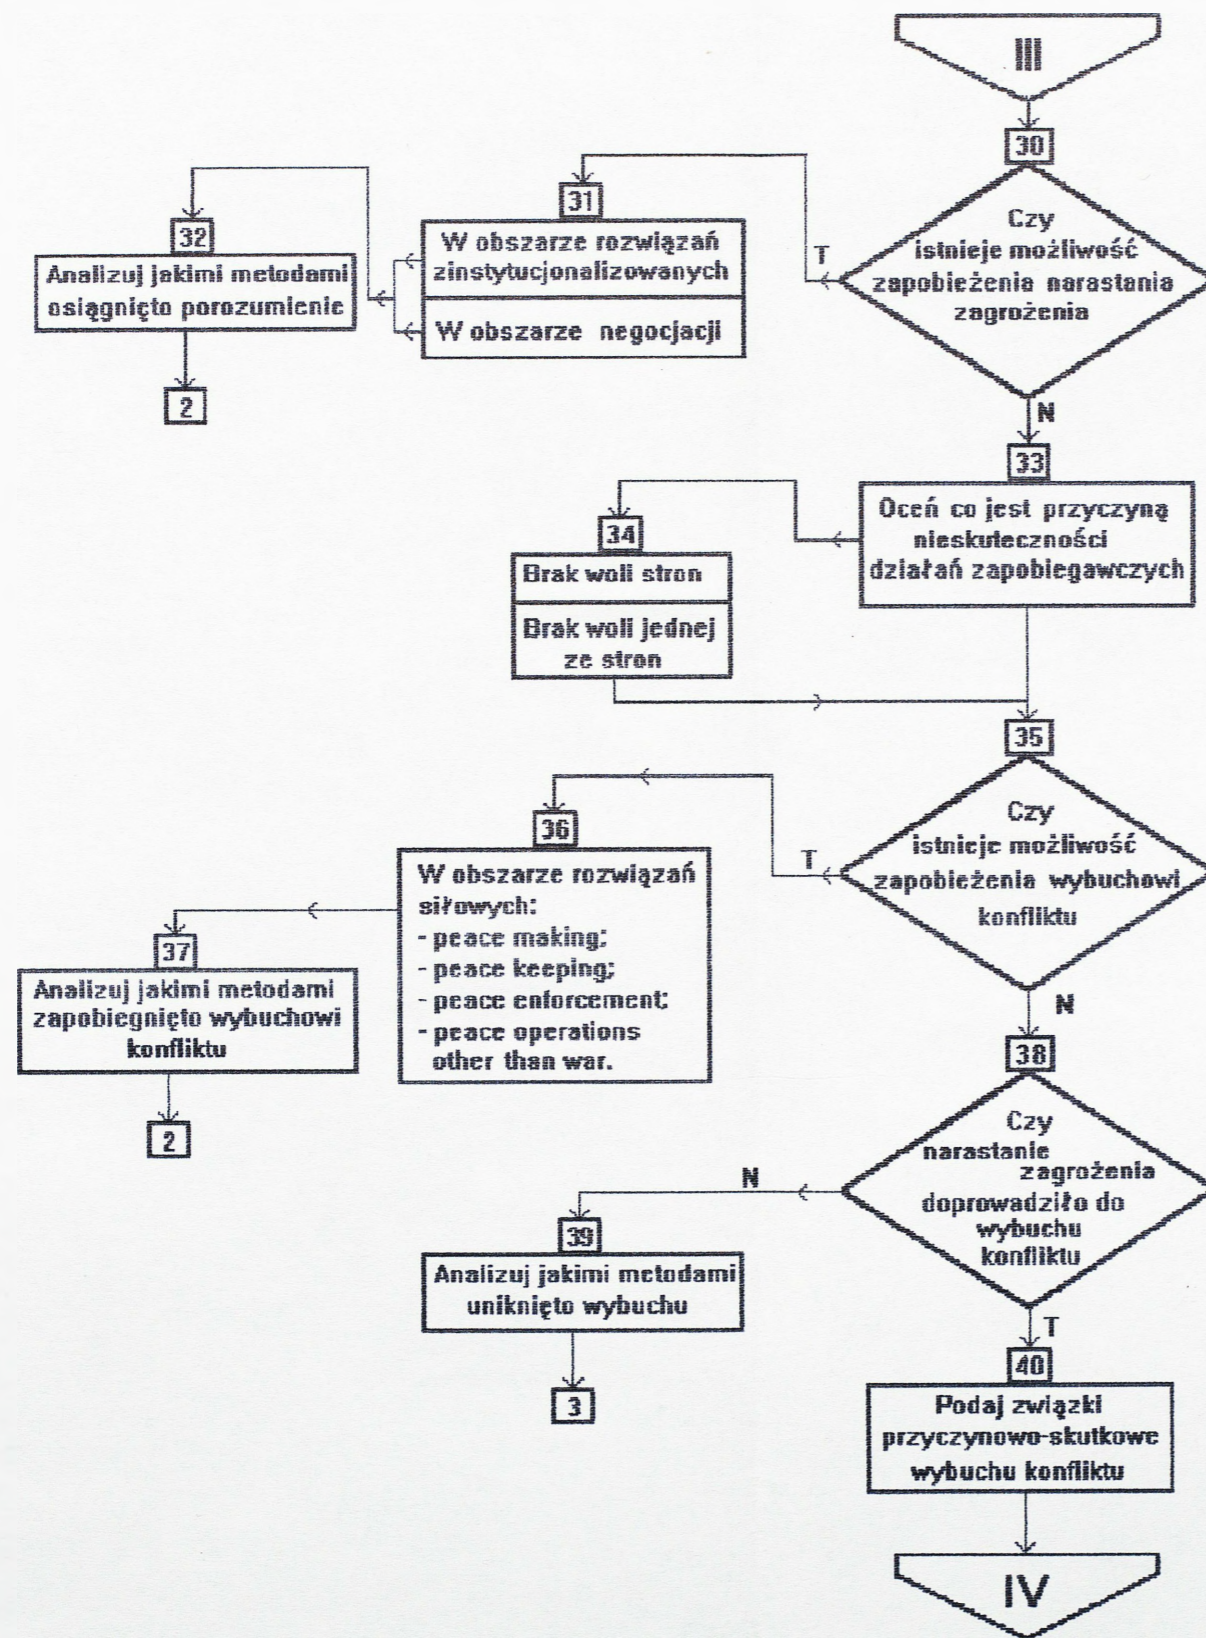 III
30
Czy
istnieje możliwość
zapobieżenia narastania
zagrożenia
T
N
31
W obszarze rozwiązań
zinstytucjonalizowanych
W obszarze negocjacji
32
Analizuj jakimi metodami
osiągnięto porozumienie
2
33
Oceń co jest przyczyną
nieskuteczności
działań zapobiegawczych
34
Brak woli stron
Brak woli jednej
ze stron
35
Czy
istnieje możliwość
zapobieżenia wybuchowi
konfliktu
T
N
36
W obszarze rozwiązań
siłowych:
- peace making;
- peace keeping;
- peace enforcement;
- peace operations
other than war.
37
Analizuj jakimi metodami
zapobiegnięto wybuchowi
konfliktu
2
38
Czy
narastanie
zagrożenia
doprowadziło do
wybuchu
konfliktu
N
T
39
Analizuj jakimi metodami
uniknięto wybuchu
3
40
Podaj związki
przyczynowo-skutkowe
wybuchu konfliktu
IV